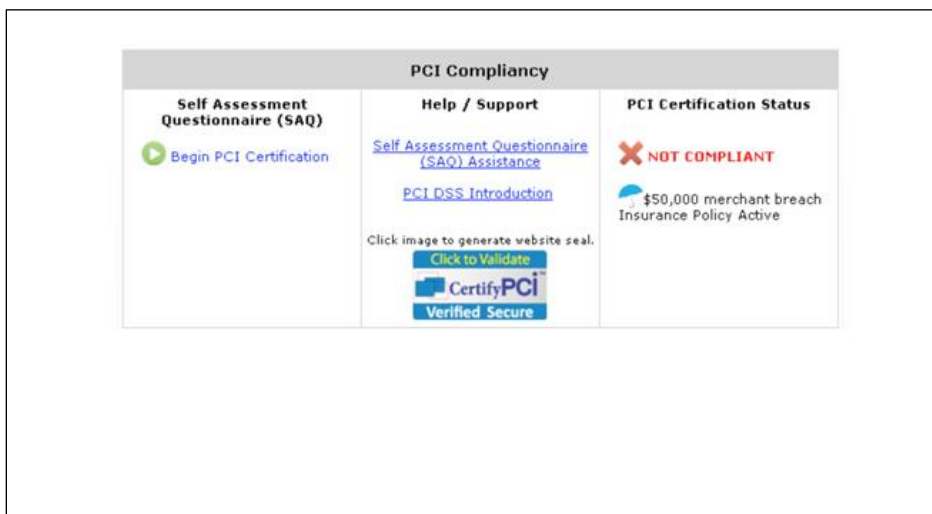 PCI Compliancy
Self Assessment
Questionnaire (SAQ)
Begin PCI Certification
Help / Support
Self Assessment Questionnaire
(SAQ) Assistance
PCI DSS Introduction
Click image to generate website seal.
Click to Validate
CertifyPCI™
Verified Secure
PCI Certification Status
NOT COMPLIANT
$50,000 merchant breach
Insurance Policy Active